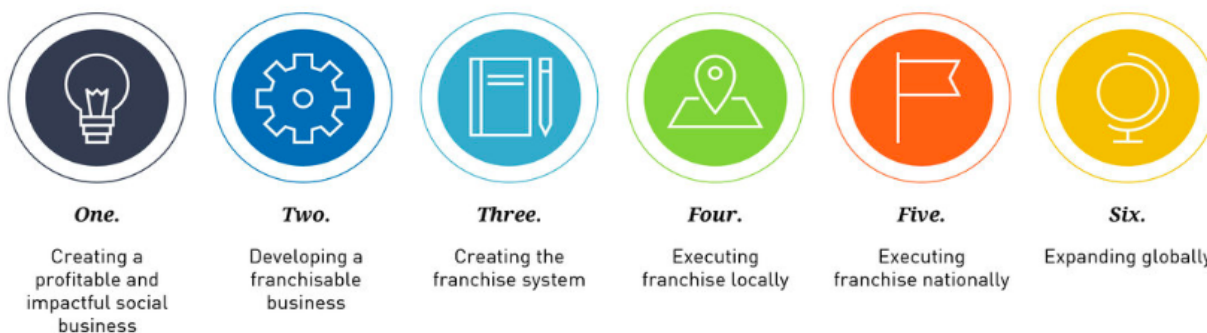 One.
Creating a
profitable and
impactful social
business
Two.
Developing a
franchisable
business
Three.
Creating the
franchise system
Four.
Executing
franchise locally
Five.
Executing
franchise nationally
Six.
Expanding globally